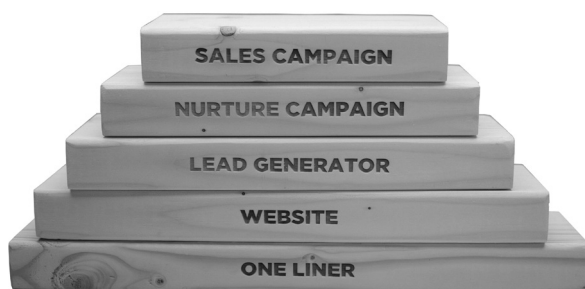 SALES CAMPAIGN
NURTURE CAMPAIGN
LEAD GENERATOR
WEBSITE
ONE LINER